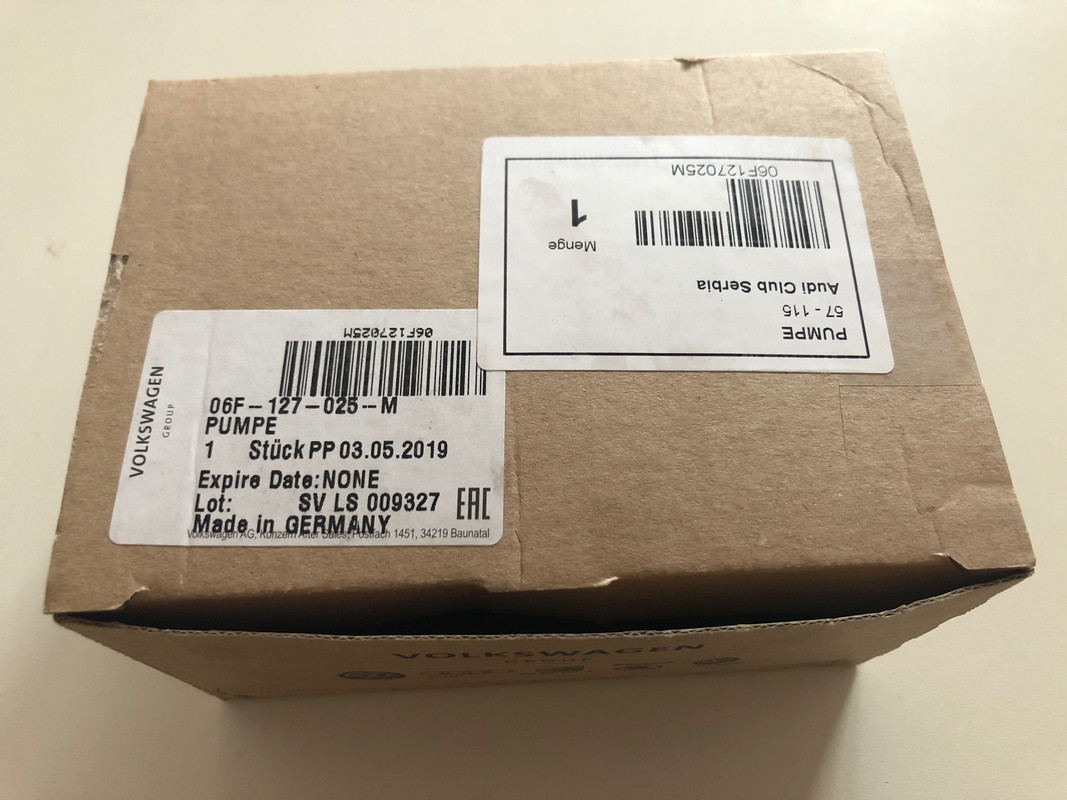 06F127025M
Menge
1
Audi Club Serbia
57 - 115
PUMPE
VOLKSWAGEN
GROUP
06F127025M
06F-127-025-M
PUMPE
1 Stück PP 03.05.2019
Expire Date:NONE
Lot: SV LS 009327
EAC
Made in GERMANY
Volkswagen AG, Konzern After Sales, Postfach 1451, 34219 Baunatal
VOLKSWAGEN
GROUP